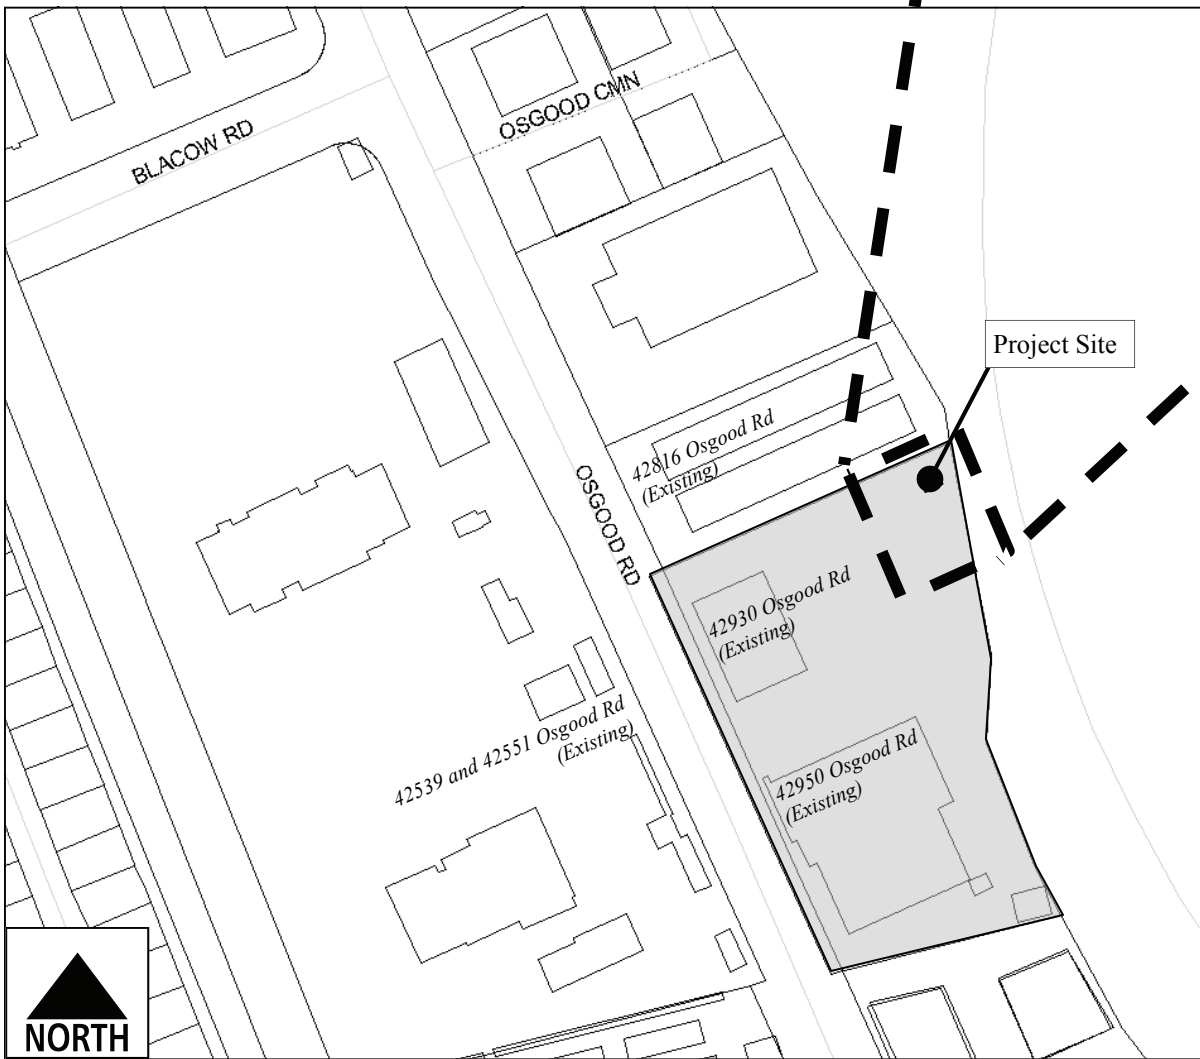 BLACOW RD
OSGOOD CMN
Project Site
42816 Osgood Rd
(Existing)
OSGOOD RD
42930 Osgood Rd
(Existing)
42539 and 42551 Osgood Rd
(Existing)
42950 Osgood Rd
(Existing)
NORTH